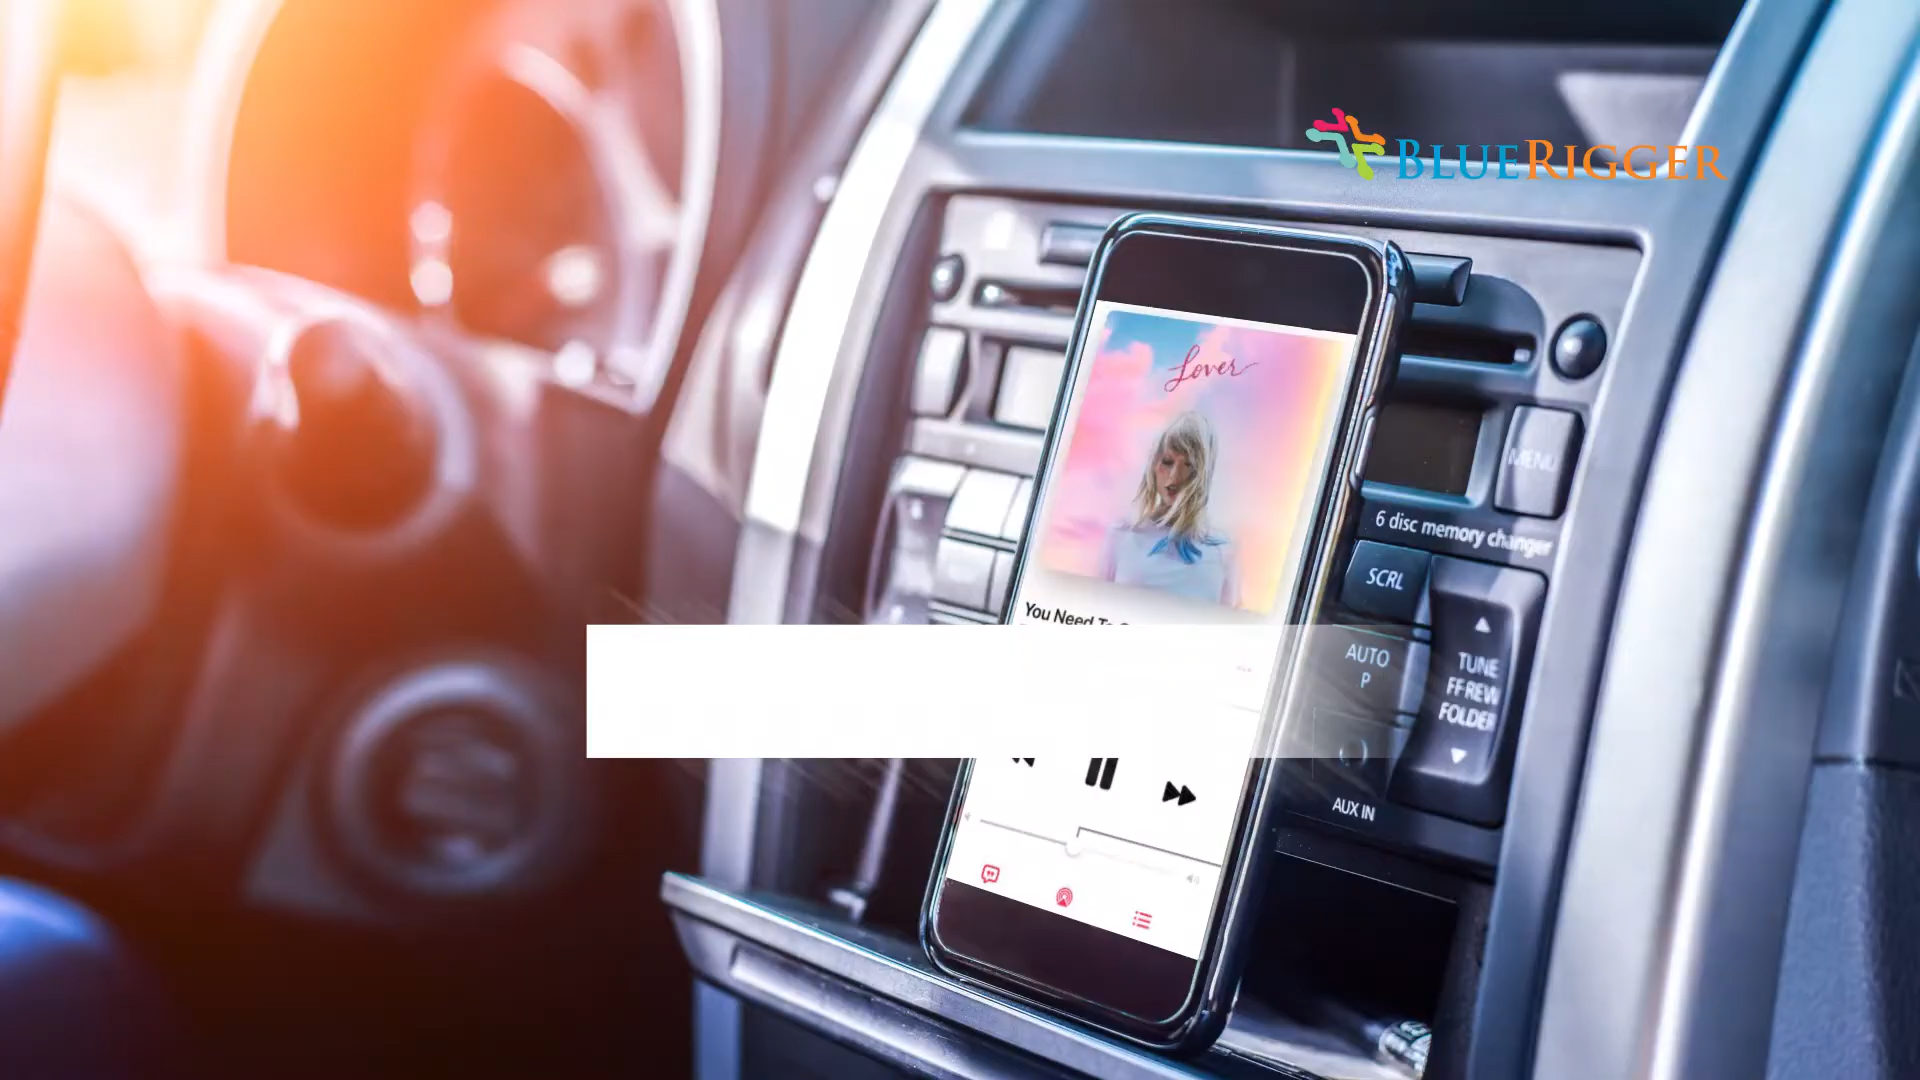 BLUERIGGER
Lover
MENU
6 disc memory changer
SCRL
You Need
AUTO
P
TUNE
FF·REW
FOLDER
AUX IN